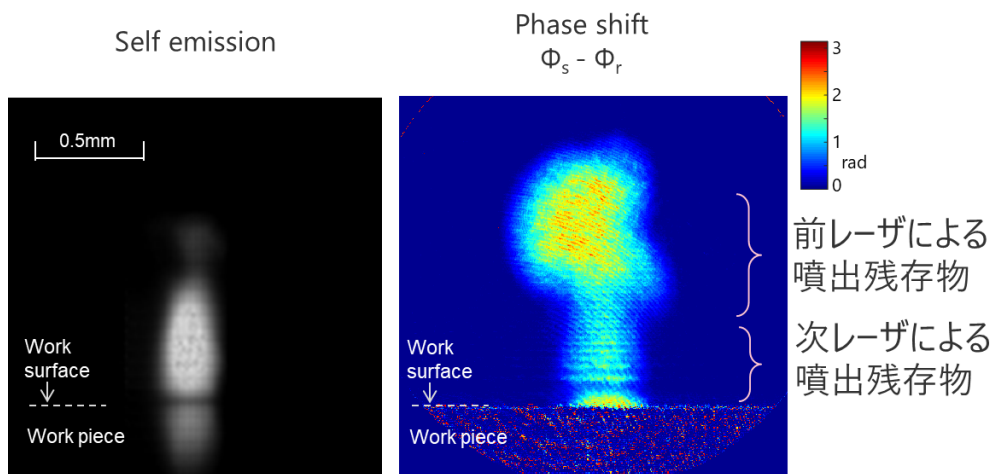 Self emission
Phase shift
Φs - Φr
0.5mm
Work
surface
Work piece
Work piece
3
2
1
rad
0
前レーザによる
噴出残存物
次レーザによる
噴出残存物